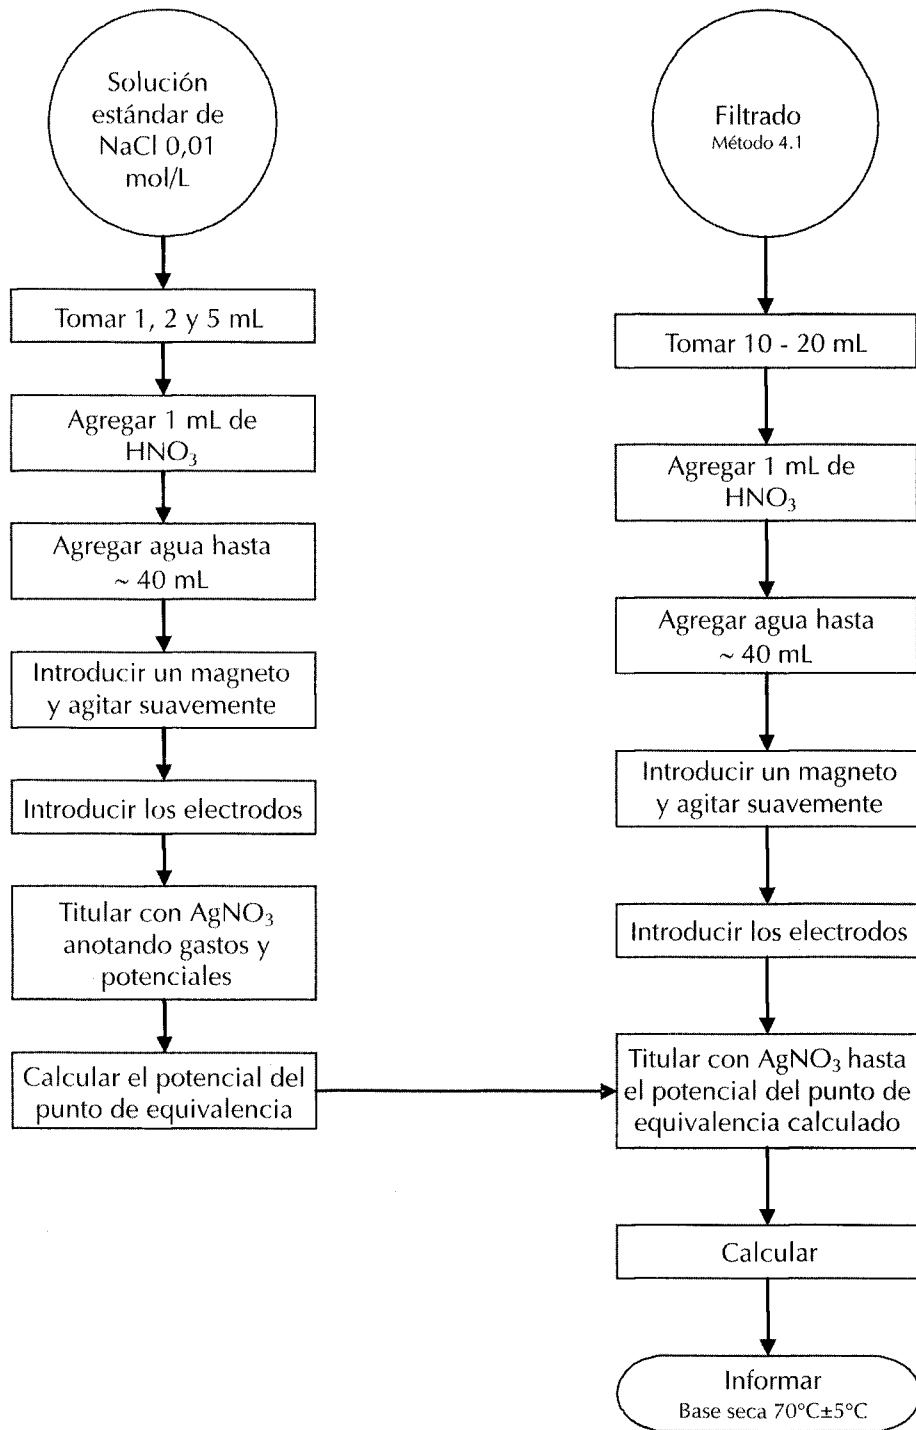 Solución
estándar de
NaCl 0,01
mol/L
Tomar 1, 2 y 5 mL
Agregar 1 mL de
HNO₃
Agregar agua hasta
~ 40 mL
Introducir un magneto
y agitar suavemente
Introducir los electrodos
Titular con AgNO₃
anotando gastos y
potenciales
Calcular el potencial del
punto de equivalencia
Filtrado
Método 4.1
Tomar 10 - 20 mL
Agregar 1 mL de
HNO₃
Agregar agua hasta
~ 40 mL
Introducir un magneto
y agitar suavemente
Introducir los electrodos
Titular con AgNO₃ hasta
el potencial del punto de
equivalencia calculado
Calcular
Informar
Base seca 70°C±5°C